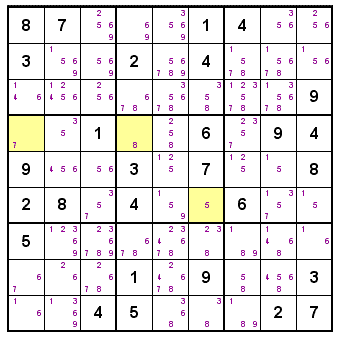 2 3 3 2
8 7 5 6 6 5 6 1 4 5 6 5 6
9 9 9
1 1 1 1
3 5 6 5 6 2 5 6 4 5 5 6 5 6
9 9 7 8 9 7 8 7 8
1 1 2 2 3 3 1 2 3 1 3
4 6 4 5 6 5 6 6 5 6 5 5 5 6 9
7 8 7 8 8 7 8 7 8
3 2 2 3
5 1 5 6 5 9 4
7 8 8 7
1 2 1 2 1
9 4 5 6 5 6 3 5 7 5 5 8
3 1 1 3 1
2 8 5 4 5 5 6 5 5
7 9 7
1 2 3 2 3 2 3 2 3 1 1 1
5 6 6 6 4 6 4 6 6
9 7 8 9 7 8 7 8 8 8 9 8
2 2 2
6 6 6 1 4 6 9 5 4 5 6 3
7 7 8 8 8 8
1 1 3 3 3 1
6 6 4 5 6 2 7
9 8 8 8 9